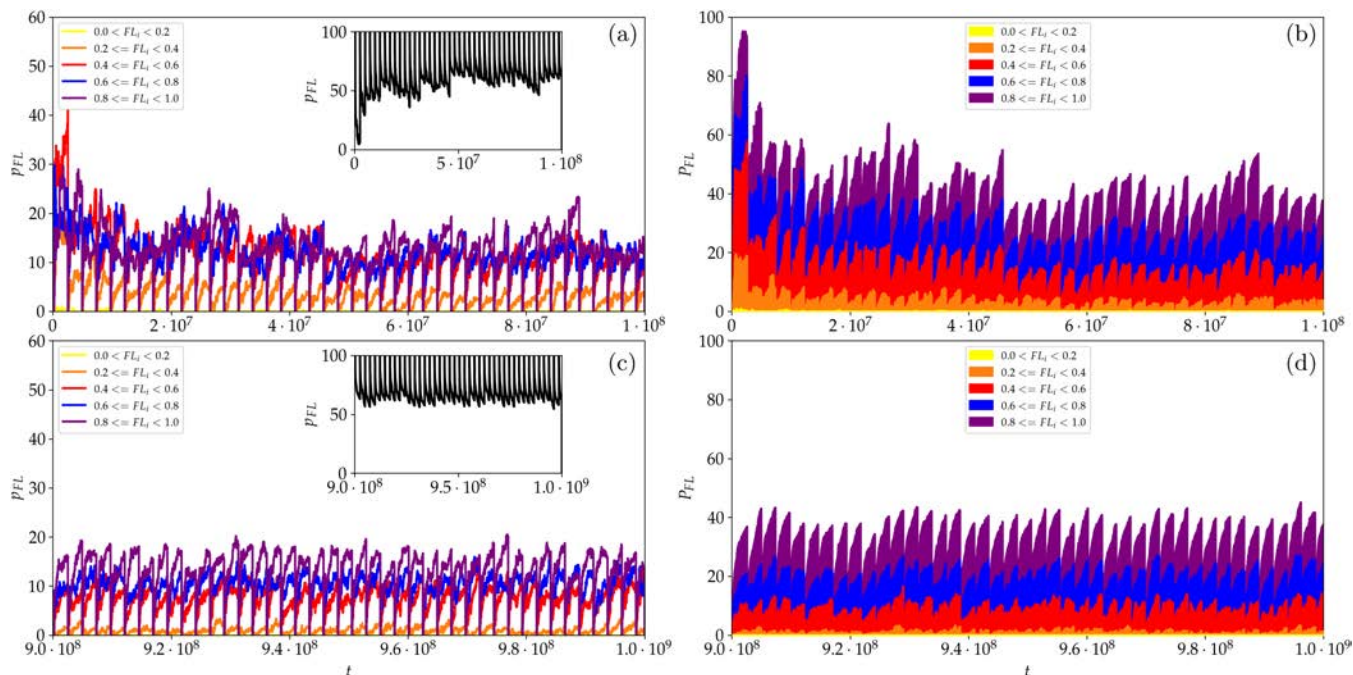 (a)
0.0 < FL_i < 0.2
0.2 <= FL_i < 0.4
0.4 <= FL_i < 0.6
0.6 <= FL_i < 0.8
0.8 <= FL_i < 1.0
60
50
40
30
20
10
0
p_FL
0 2·10^7 4·10^7 6·10^7 8·10^7 1·10^8
100
50
0
p_FL
0 5·10^7 1·10^8
(b)
0.0 < FL_i < 0.2
0.2 <= FL_i < 0.4
0.4 <= FL_i < 0.6
0.6 <= FL_i < 0.8
0.8 <= FL_i < 1.0
100
80
60
40
20
0
p_FL
0 2·10^7 4·10^7 6·10^7 8·10^7 1·10^8
(c)
0.0 < FL_i < 0.2
0.2 <= FL_i < 0.4
0.4 <= FL_i < 0.6
0.6 <= FL_i < 0.8
0.8 <= FL_i < 1.0
60
50
40
30
20
10
0
p_FL
9.0·10^8 9.2·10^8 9.4·10^8 9.6·10^8 9.8·10^8 1.0·10^9
t
100
50
0
p_FL
9.0·10^8 9.5·10^8 1.0·10^9
(d)
0.0 < FL_i < 0.2
0.2 <= FL_i < 0.4
0.4 <= FL_i < 0.6
0.6 <= FL_i < 0.8
0.8 <= FL_i < 1.0
100
80
60
40
20
0
p_FL
9.0·10^8 9.2·10^8 9.4·10^8 9.6·10^8 9.8·10^8 1.0·10^9
t